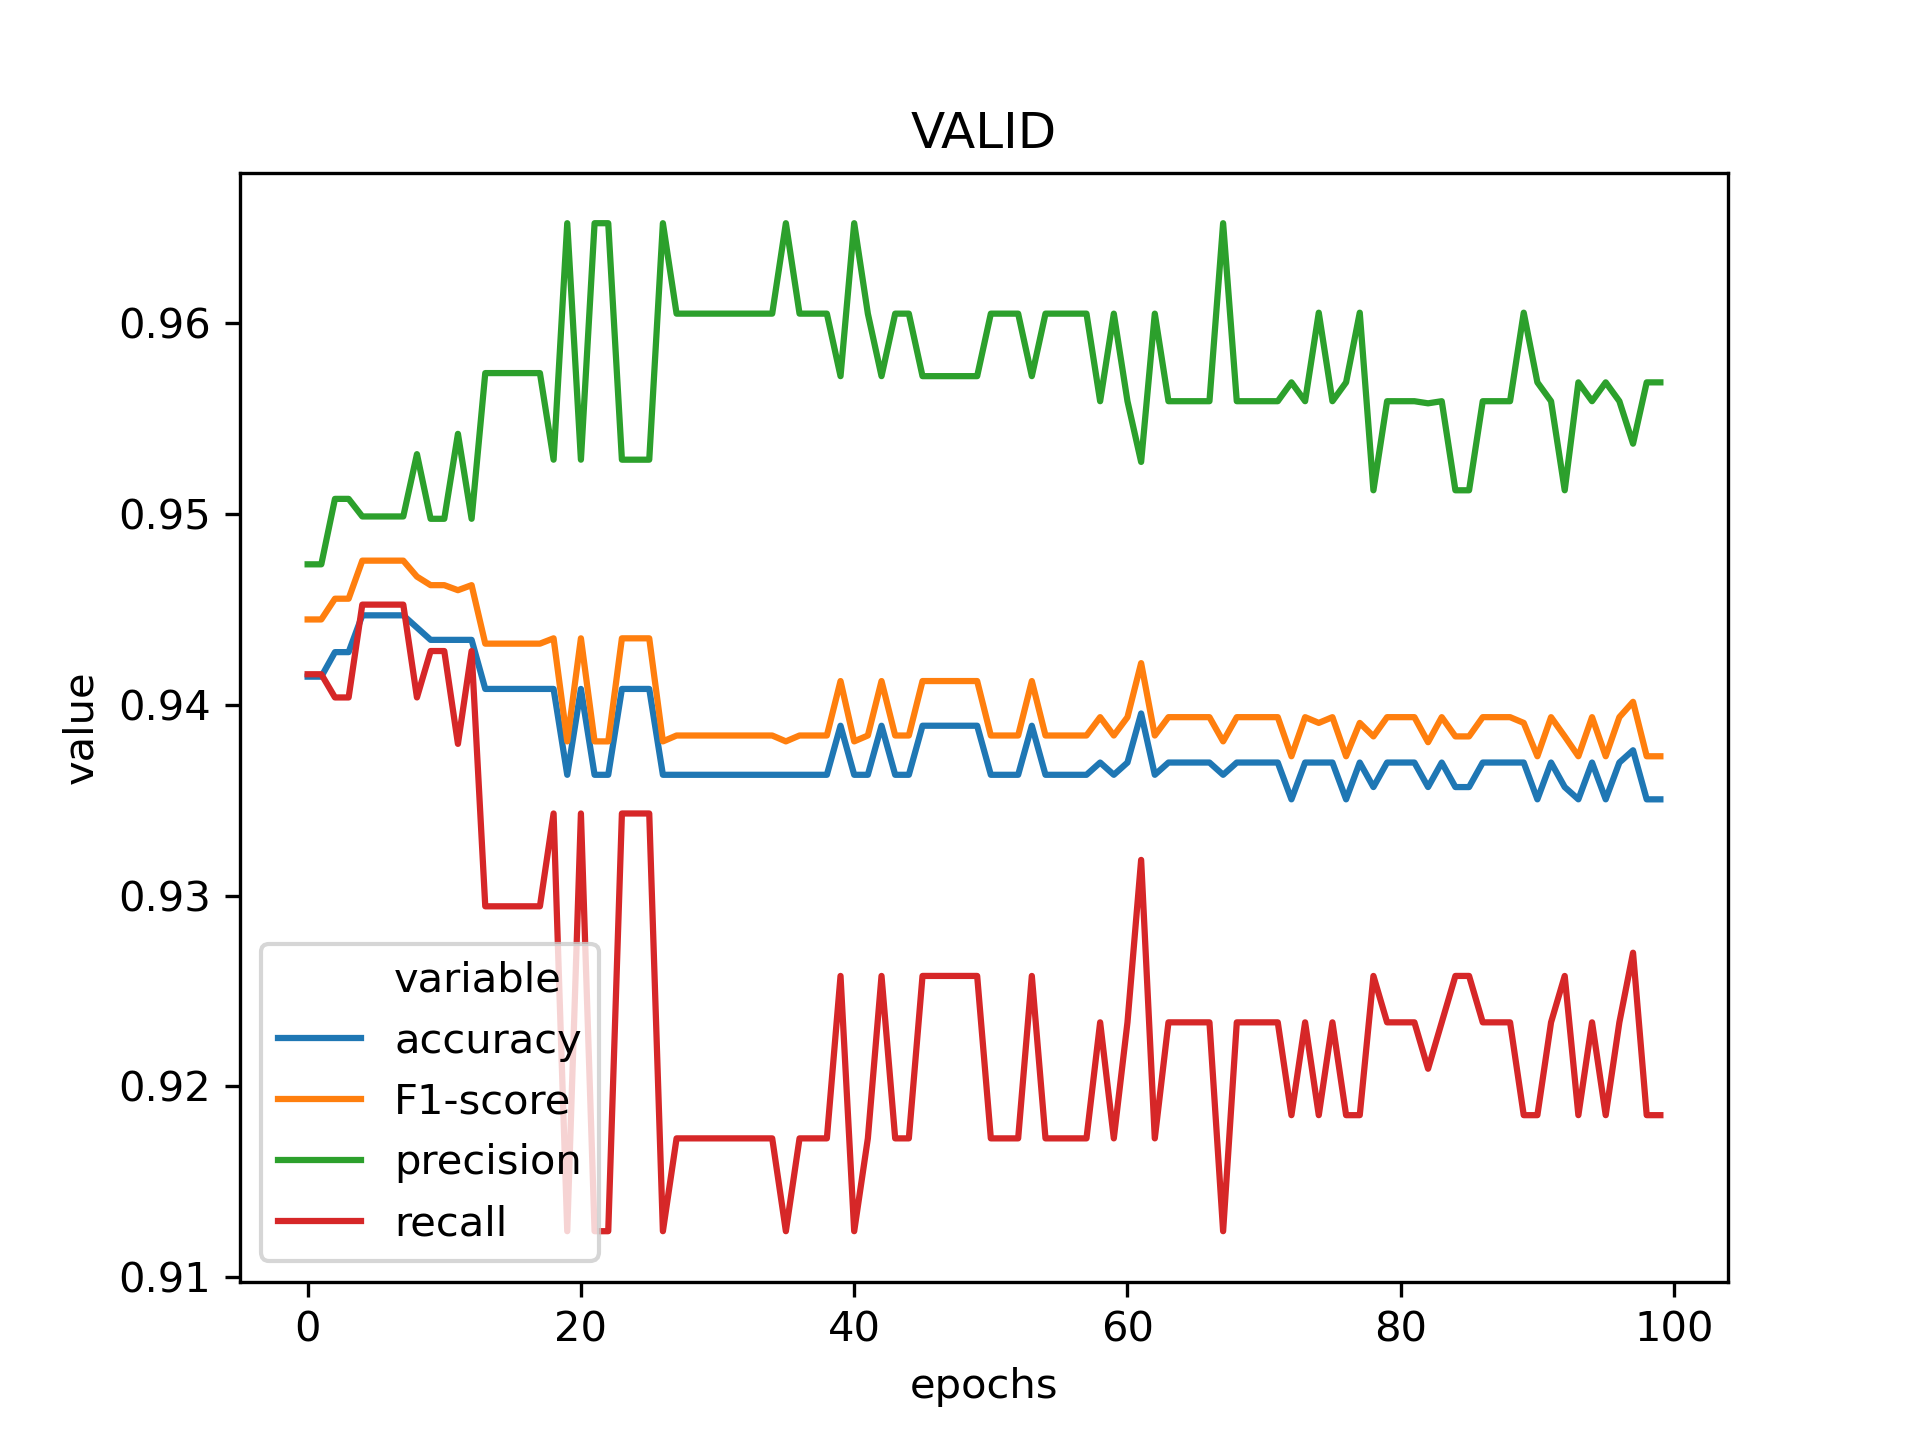 VALID
value
0.96
0.95
0.94
0.93
0.92
0.91
variable
accuracy
F1-score
precision
recall
0 20 40 60 80 100
epochs